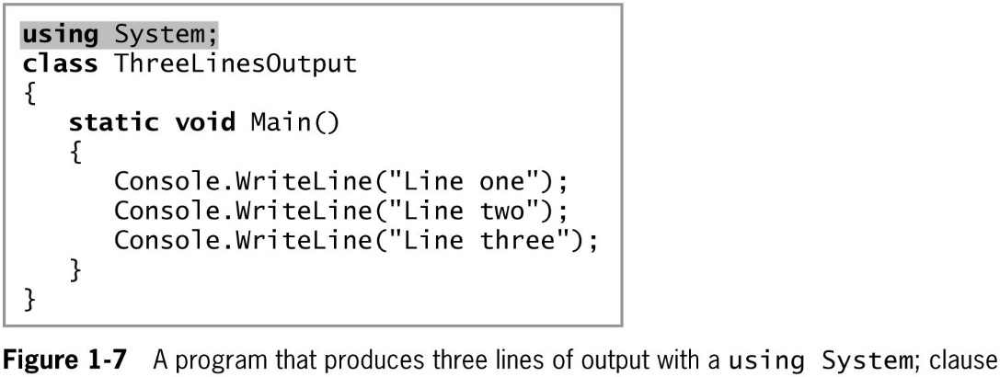 using System;
class ThreeLinesOutput
{
   static void Main()
   {
      Console.WriteLine("Line one");
      Console.WriteLine("Line two");
      Console.WriteLine("Line three");
   }
}
Figure 1-7 A program that produces three lines of output with a using System; clause